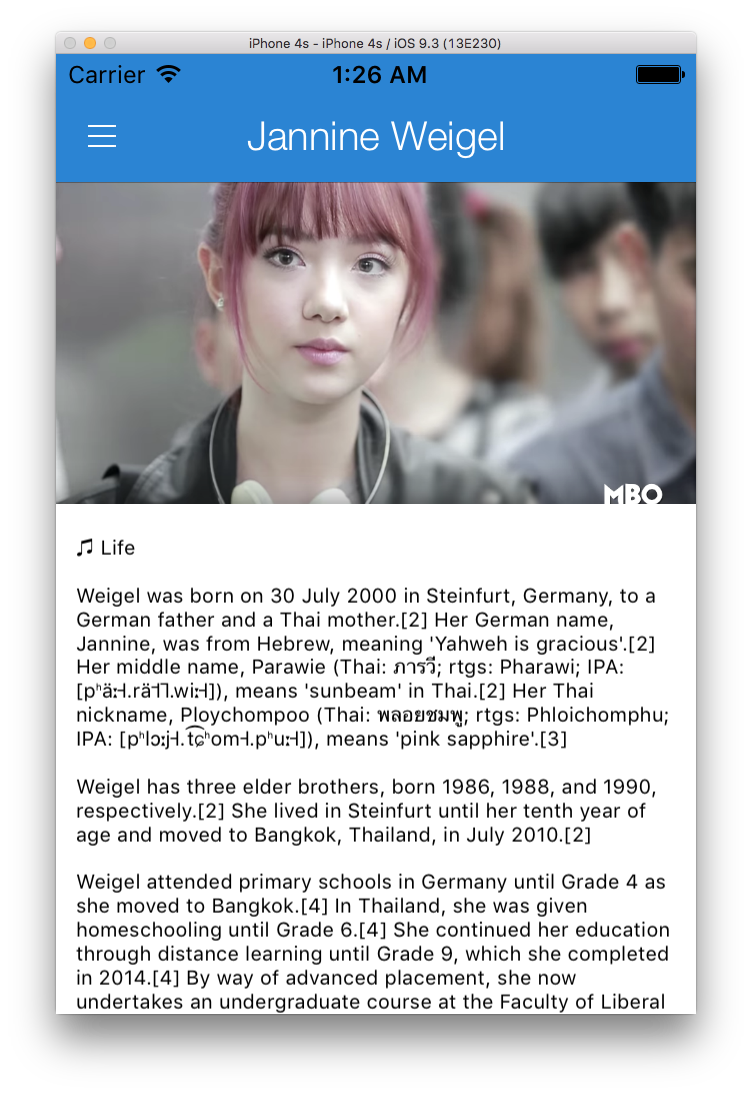 iPhone 4s - iPhone 4s / iOS 9.3 (13E230)
Carrier 1:26 AM
Jannine Weigel
MBO
♫ Life
Weigel was born on 30 July 2000 in Steinfurt, Germany, to a
German father and a Thai mother.[2] Her German name,
Jannine, was from Hebrew, meaning 'Yahweh is gracious'.[2]
Her middle name, Parawie (Thai: ภารวี; rtgs: Pharawi; IPA:
[pʰäː˧.rä˦˥.wiː˧]), means 'sunbeam' in Thai.[2] Her Thai
nickname, Ploychompoo (Thai: พลอยชมพู; rtgs: Phloichomphu;
IPA: [pʰlɔːj˧.t͡ɕʰom˧.pʰuː˧]), means 'pink sapphire'.[3]
Weigel has three elder brothers, born 1986, 1988, and 1990,
respectively.[2] She lived in Steinfurt until her tenth year of
age and moved to Bangkok, Thailand, in July 2010.[2]
Weigel attended primary schools in Germany until Grade 4 as
she moved to Bangkok.[4] In Thailand, she was given
homeschooling until Grade 6.[4] She continued her education
through distance learning until Grade 9, which she completed
in 2014.[4] By way of advanced placement, she now
undertakes an undergraduate course at the Faculty of Liberal